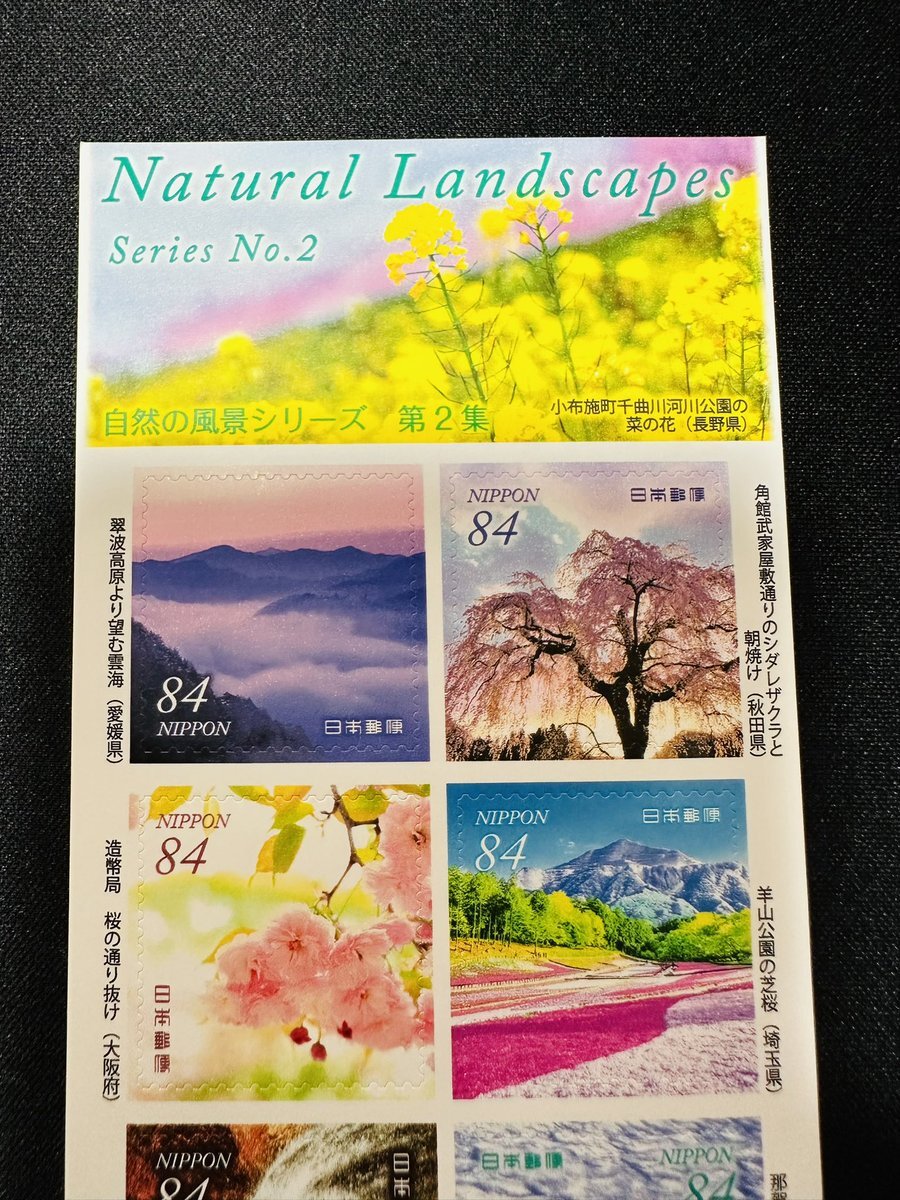 Natural Landscapes
Series No.2
自然の風景シリーズ 第2集
小布施町千曲川河川公園の
菜の花(長野県)
翠波高原より望む雲海(愛媛県)
84
NIPPON
日本郵便
NIPPON
84
日本郵便
角館武家屋敷通りのシダレザクラと
朝焼け(秋田県)
造幣局 桜の通り抜け(大阪府)
NIPPON
84
日本郵便
NIPPON
84
日本郵便
羊山公園の芝桜(埼玉県)
NIPPON
84
日本
日本郵便
NIPPON
84
那